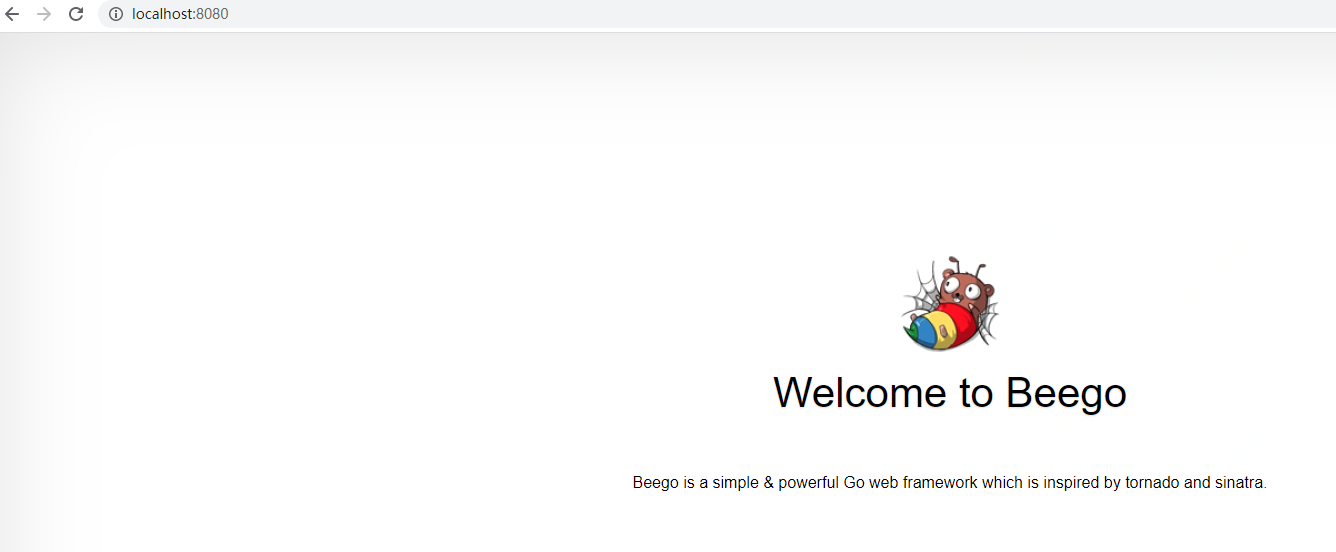 localhost:8080
Welcome to Beego
Beego is a simple & powerful Go web framework which is inspired by tornado and sinatra.